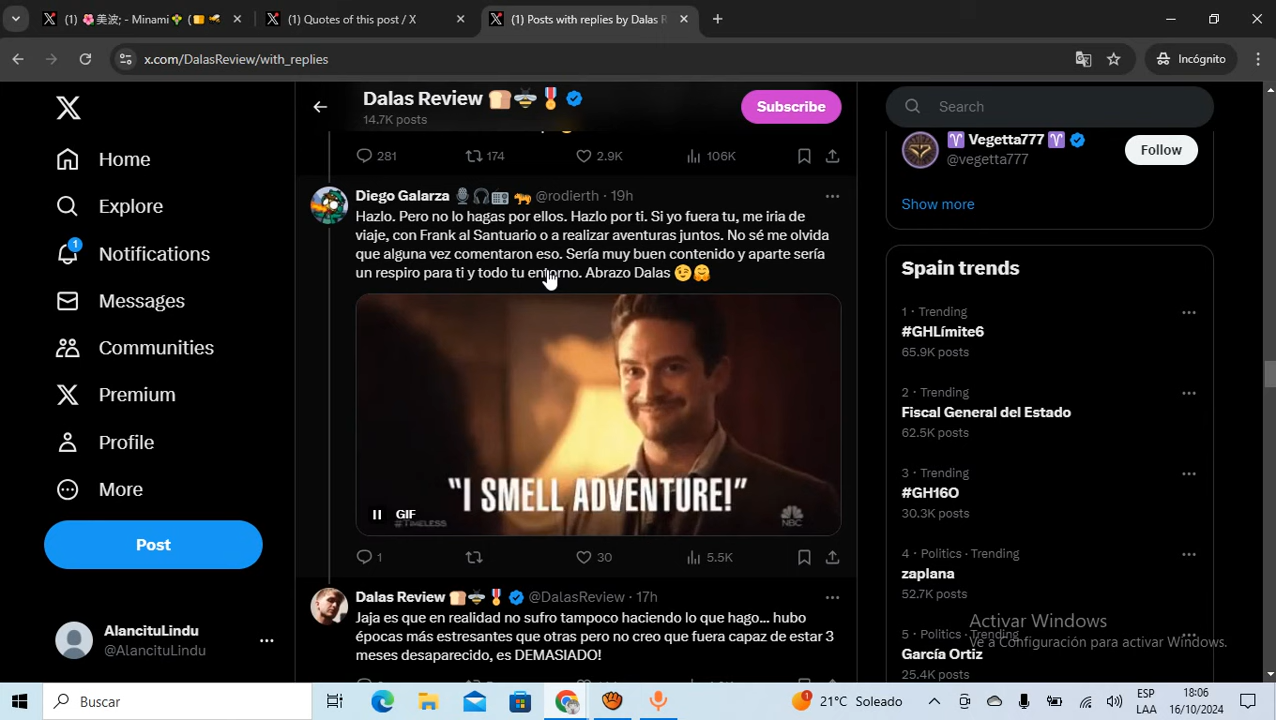 (1) 🌸美波: - Minami
(1) Quotes of this post / X
(1) Posts with replies by Dalas R
x.com/DalasReview/with_replies
Incógnito
Dalas Review 🍞🐝🎖️
14.7K posts
Subscribe
Search
281 174 2.9K 106K
♈ Vegetta777 ♈
@vegetta777
Follow
Show more
Home
Explore
1
Notifications
Messages
Communities
Premium
Profile
More
Post
AlancituLindu
@AlancituLindu
Diego Galarza 🎙️🎧📻 🐅 @rodierth · 19h
Hazlo. Pero no lo hagas por ellos. Hazlo por ti. Si yo fuera tu, me iria de
viaje, con Frank al Santuario o a realizar aventuras juntos. No sé me olvida
que alguna vez comentaron eso. Sería muy buen contenido y aparte sería
un respiro para ti y todo tu entorno. Abrazo Dalas 😉🤗
"I SMELL ADVENTURE!"
GIF
#TIMELESS
NBC
1 30 5.5K
Dalas Review 🍞🐝🎖️ @DalasReview · 17h
Jaja es que en realidad no sufro tampoco haciendo lo que hago... hubo
épocas más estresantes que otras pero no creo que fuera capaz de estar 3
meses desaparecido, es DEMASIADO!
Spain trends
1 · Trending
#GHLímite6
65.9K posts
2 · Trending
Fiscal General del Estado
62.5K posts
3 · Trending
#GH16O
30.3K posts
4 · Politics · Trending
zaplana
52.7K posts
5 · Politics · Trending
García Ortiz
25.4K posts
Activar Windows
Ve a Configuración para activar Windows.
Buscar
1
21°C Soleado
ESP
LAA
18:06
16/10/2024